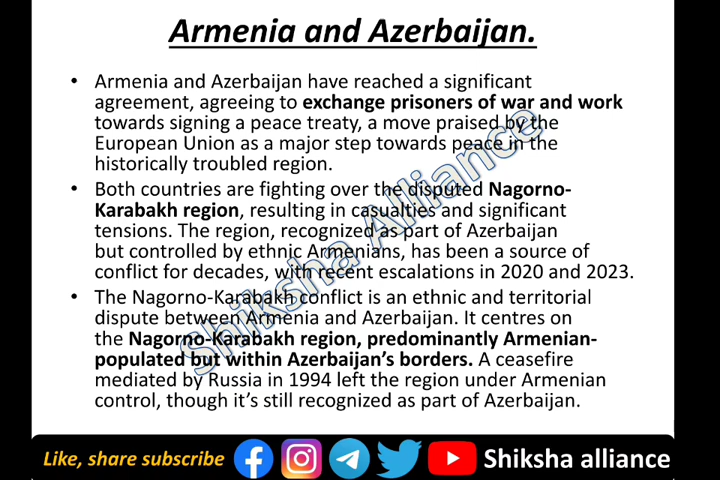 Armenia and Azerbaijan.
• Armenia and Azerbaijan have reached a significant
agreement, agreeing to exchange prisoners of war and work
towards signing a peace treaty, a move praised by the
European Union as a major step towards peace in the
historically troubled region.
• Both countries are fighting over the disputed Nagorno-
Karabakh region, resulting in casualties and significant
tensions. The region, recognized as part of Azerbaijan
but controlled by ethnic Armenians, has been a source of
conflict for decades, with recent escalations in 2020 and 2023.
• The Nagorno-Karabakh conflict is an ethnic and territorial
dispute between Armenia and Azerbaijan. It centres on
the Nagorno-Karabakh region, predominantly Armenian-
populated but within Azerbaijan's borders. A ceasefire
mediated by Russia in 1994 left the region under Armenian
control, though it's still recognized as part of Azerbaijan.
Shiksha Alliance
Like, share subscribe
Shiksha alliance